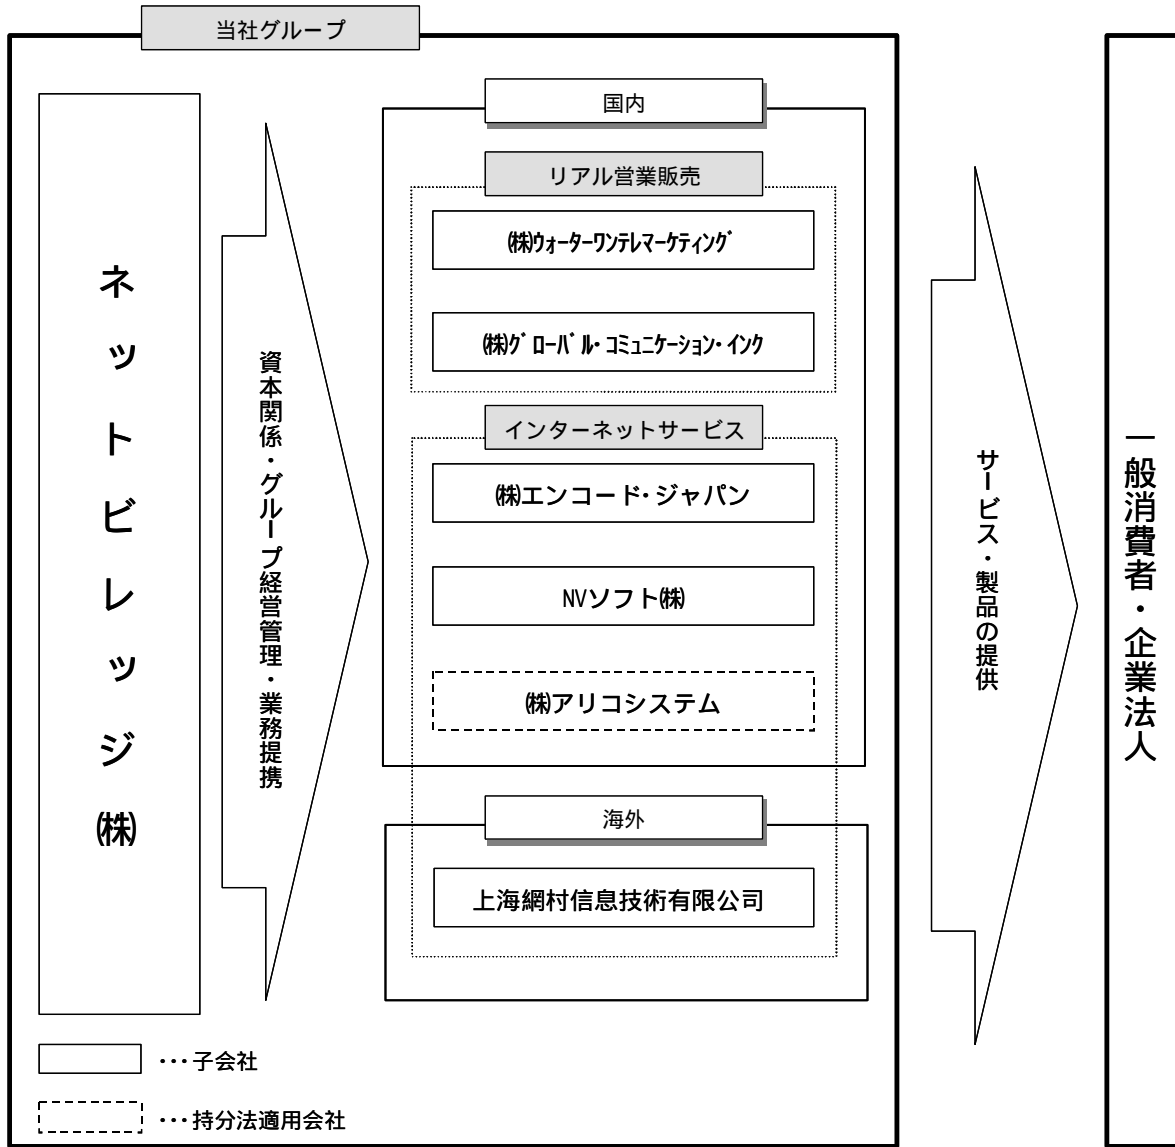 当社グループ
ネットビレッジ㈱
資本関係・グループ経営管理・業務提携
国内
リアル営業販売
㈱ウォーターワンテレマーケティング
㈱グローバル・コミュニケーション・インク
インターネットサービス
㈱エンコード・ジャパン
NVソフト㈱
㈱アリコシステム
海外
上海網村信息技術有限公司
サービス・製品の提供
一般消費者・企業法人
・・・子会社
・・・持分法適用会社